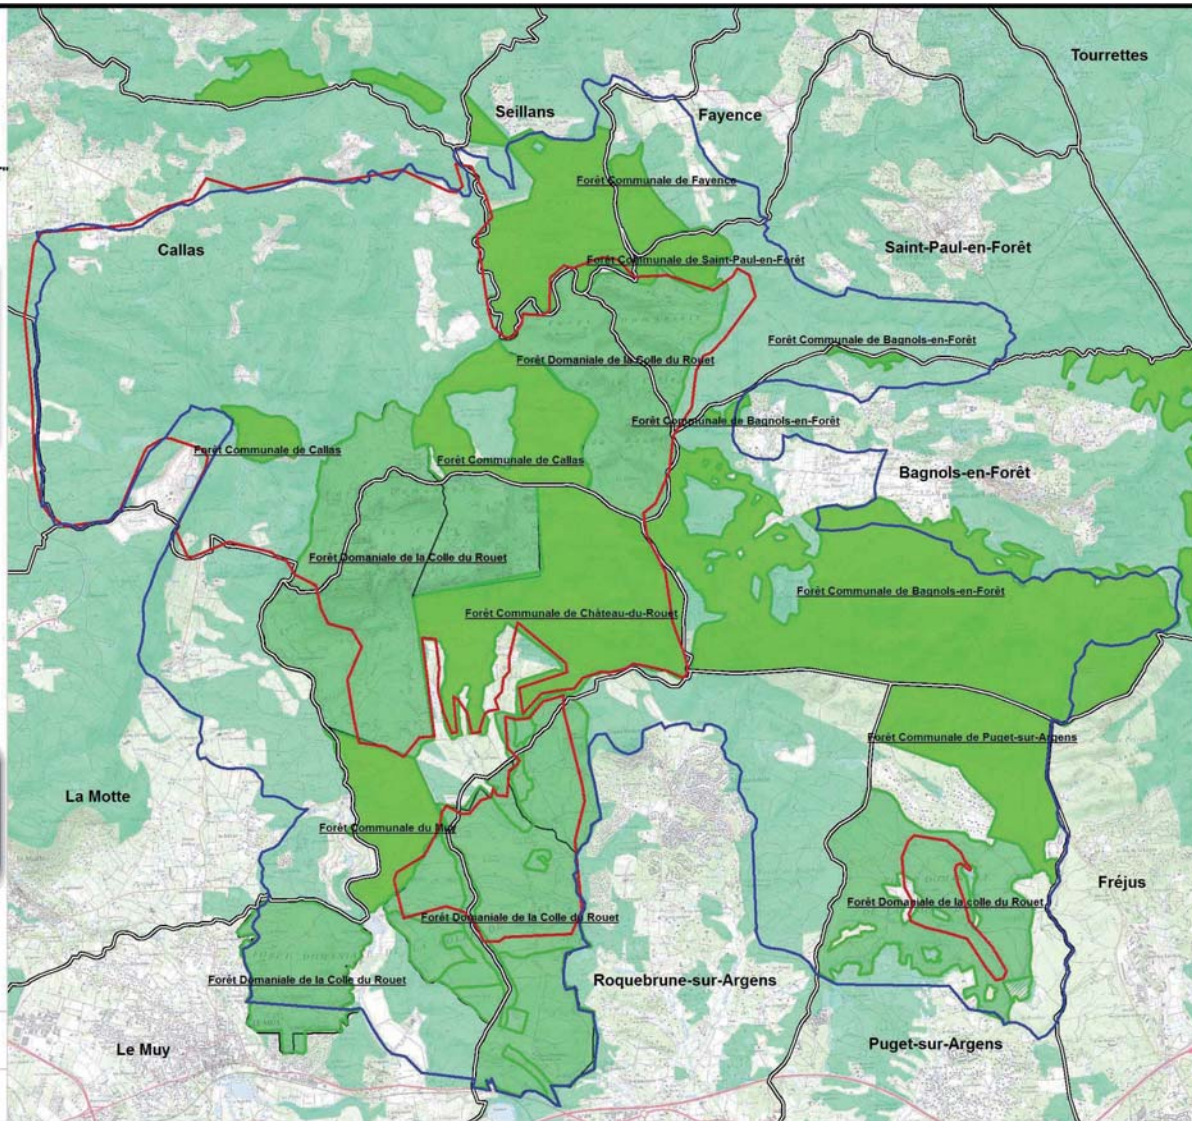 Tourrettes
Seillans
Fayence
Forêt Communale de Fayence
Callas
Saint-Paul-en-Forêt
Forêt Communale de Saint-Paul-en-Forêt
Forêt Communale de Bagnols-en-Forêt
Forêt Domaniale de la Colle du Rouet
Forêt Communale de Bagnols-en-Forêt
Forêt Communale de Callas
Forêt Communale de Callas
Bagnols-en-Forêt
Forêt Domaniale de la Colle du Rouet
Forêt Communale de Bagnols-en-Forêt
Forêt Communale de Château-du-Rouet
Forêt Communale de Puget-sur-Argens
La Motte
Forêt Communale du Muy
Fréjus
Forêt Domaniale de la colle du Rouet
Forêt Domaniale de la Colle du Rouet
Forêt Domaniale de la Colle du Rouet
Roquebrune-sur-Argens
Le Muy
Puget-sur-Argens